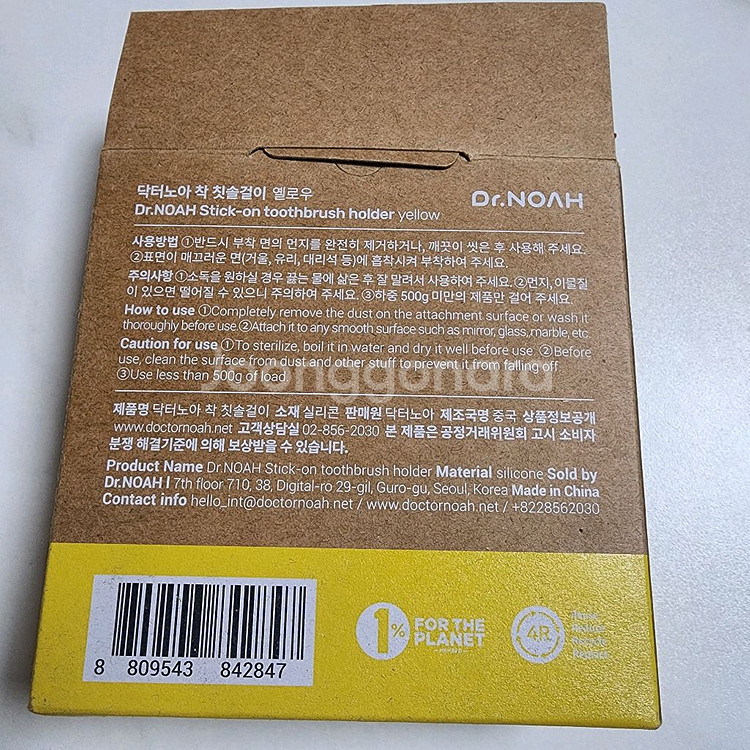 닥터노아 착 칫솔걸이 옐로우
Dr.NOAH
Dr.NOAH Stick-on toothbrush holder yellow
사용방법 ①반드시 부착 면의 먼지를 완전히 제거하거나, 깨끗이 씻은 후 사용해 주세요.
②표면이 매끄러운 면(거울, 유리, 대리석 등)에 흡착시켜 부착하여 주세요.
주의사항 ①소독을 원하실 경우 끓는 물에 삶은 후 잘 말려서 사용하여 주세요. ②먼지, 이물질
이 있으면 떨어질 수 있으니 주의하여 주세요. ③하중 500g 미만의 제품만 걸어 주세요
How to use ①Completely remove the dust on the attachment surface or wash it
thoroughly before use. ②Attach it to any smooth surface such as mirror, glass, marble, etc.
Caution for use ①To sterilize, boil it in water and dry it well before use. ②Before
use, clean the surface from dust and other stuff to prevent it from falling off
③Use less than 500g of load
joonggonara
제품명 닥터노아 착 칫솔걸이 소재 실리콘 판매원 닥터노아 제조국명 중국 상품정보공개
www.doctornoah.net 고객상담실 02-856-2030 본 제품은 공정거래위원회 고시 소비자
분쟁 해결기준에 의해 보상받을 수 있습니다.
Product Name Dr.NOAH Stick-on toothbrush holder Material silicone Sold by
Dr.NOAH | 7th floor 710, 38, Digital-ro 29-gil, Guro-gu, Seoul, Korea Made in China
Contact info hello_int@doctornoah.net / www.doctornoah.net / +8228562030
8 809543 842847
1%
FOR THE
PLANET
4R